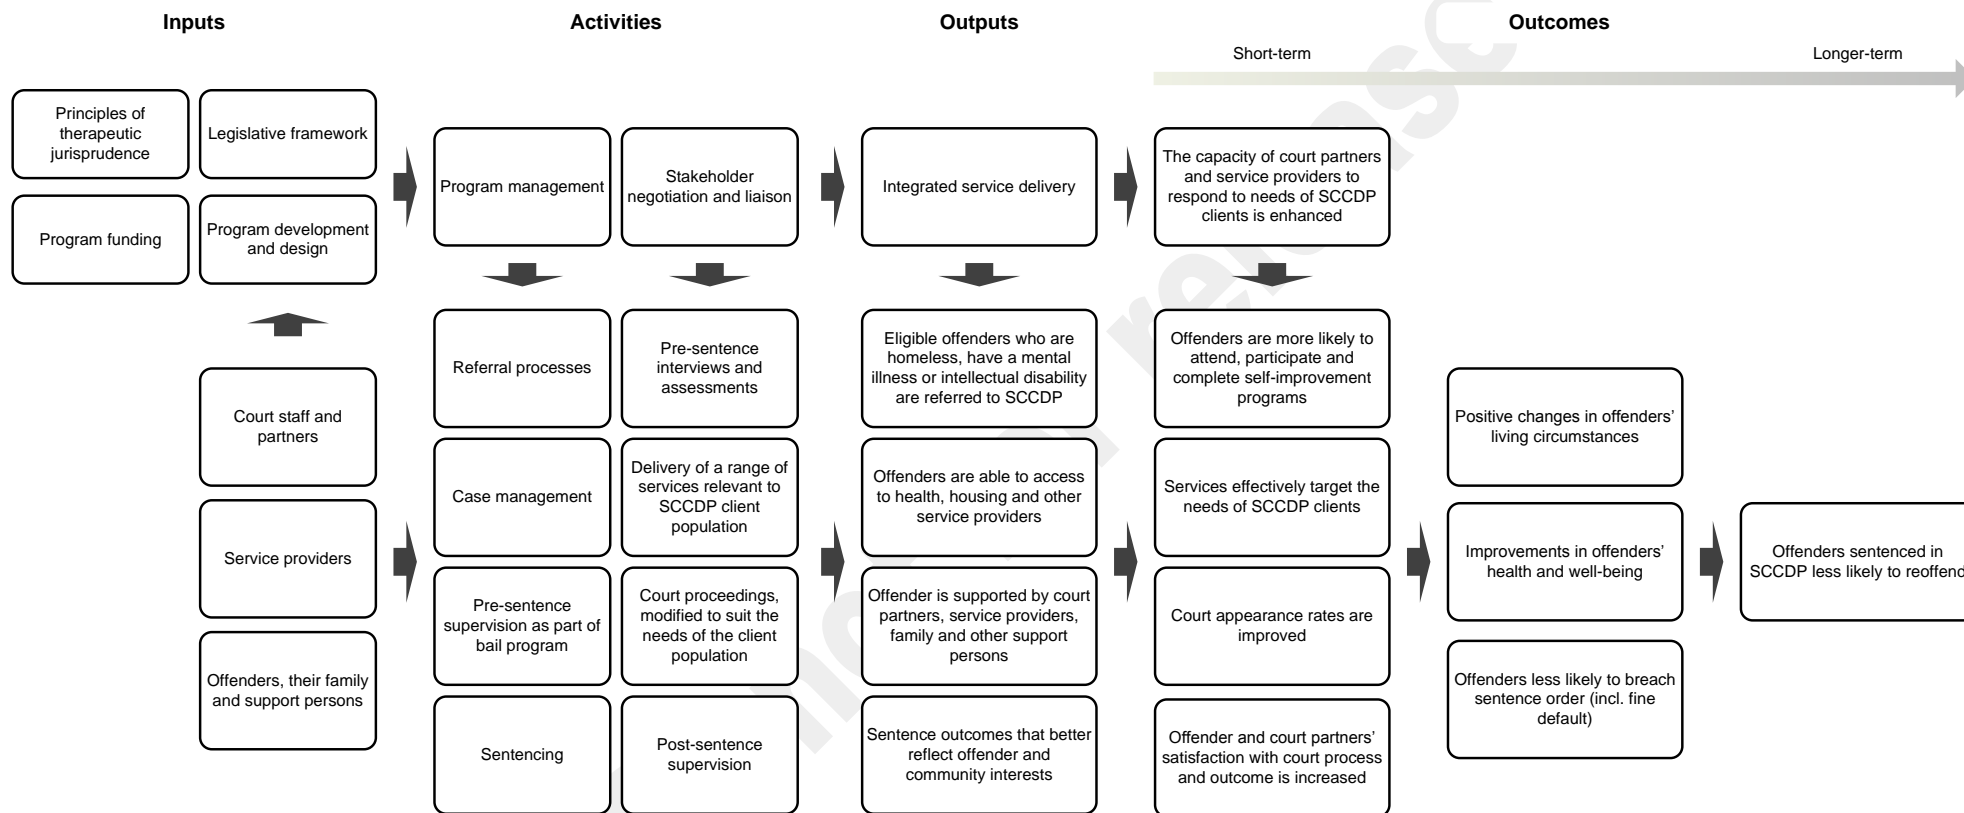 Inputs
Activities
Outputs
Outcomes
Short-term
Longer-term
Principles of
therapeutic
jurisprudence
Legislative framework
Program funding
Program development
and design
Court staff and
partners
Service providers
Offenders, their family
and support persons
Program management
Stakeholder
negotiation and liaison
Referral processes
Pre-sentence
interviews and
assessments
Case management
Delivery of a range of
services relevant to
SCCDP client
population
Pre-sentence
supervision as part of
bail program
Court proceedings,
modified to suit the
needs of the client
population
Sentencing
Post-sentence
supervision
Integrated service delivery
Eligible offenders who are
homeless, have a mental
illness or intellectual disability
are referred to SCCDP
Offenders are able to access
to health, housing and other
service providers
Offender is supported by court
partners, service providers,
family and other support
persons
Sentence outcomes that better
reflect offender and
community interests
The capacity of court partners
and service providers to
respond to needs of SCCDP
clients is enhanced
Offenders are more likely to
attend, participate and
complete self-improvement
programs
Services effectively target the
needs of SCCDP clients
Court appearance rates are
improved
Offender and court partners'
satisfaction with court process
and outcome is increased
Positive changes in offenders'
living circumstances
Improvements in offenders'
health and well-being
Offenders less likely to breach
sentence order (incl. fine
default)
Offenders sentenced in
SCCDP less likely to reoffend